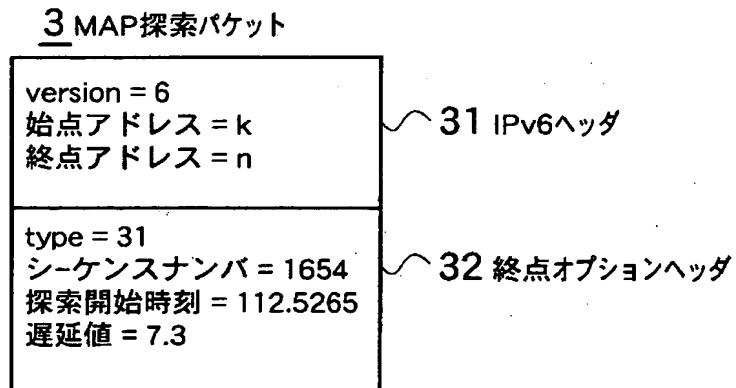 3 MAP探索パケット
version = 6
始点アドレス = k
終点アドレス = n
31 IPv6ヘッダ
type = 31
シーケンスナンバ = 1654
探索開始時刻 = 112.5265
遅延値 = 7.3
32 終点オプションヘッダ